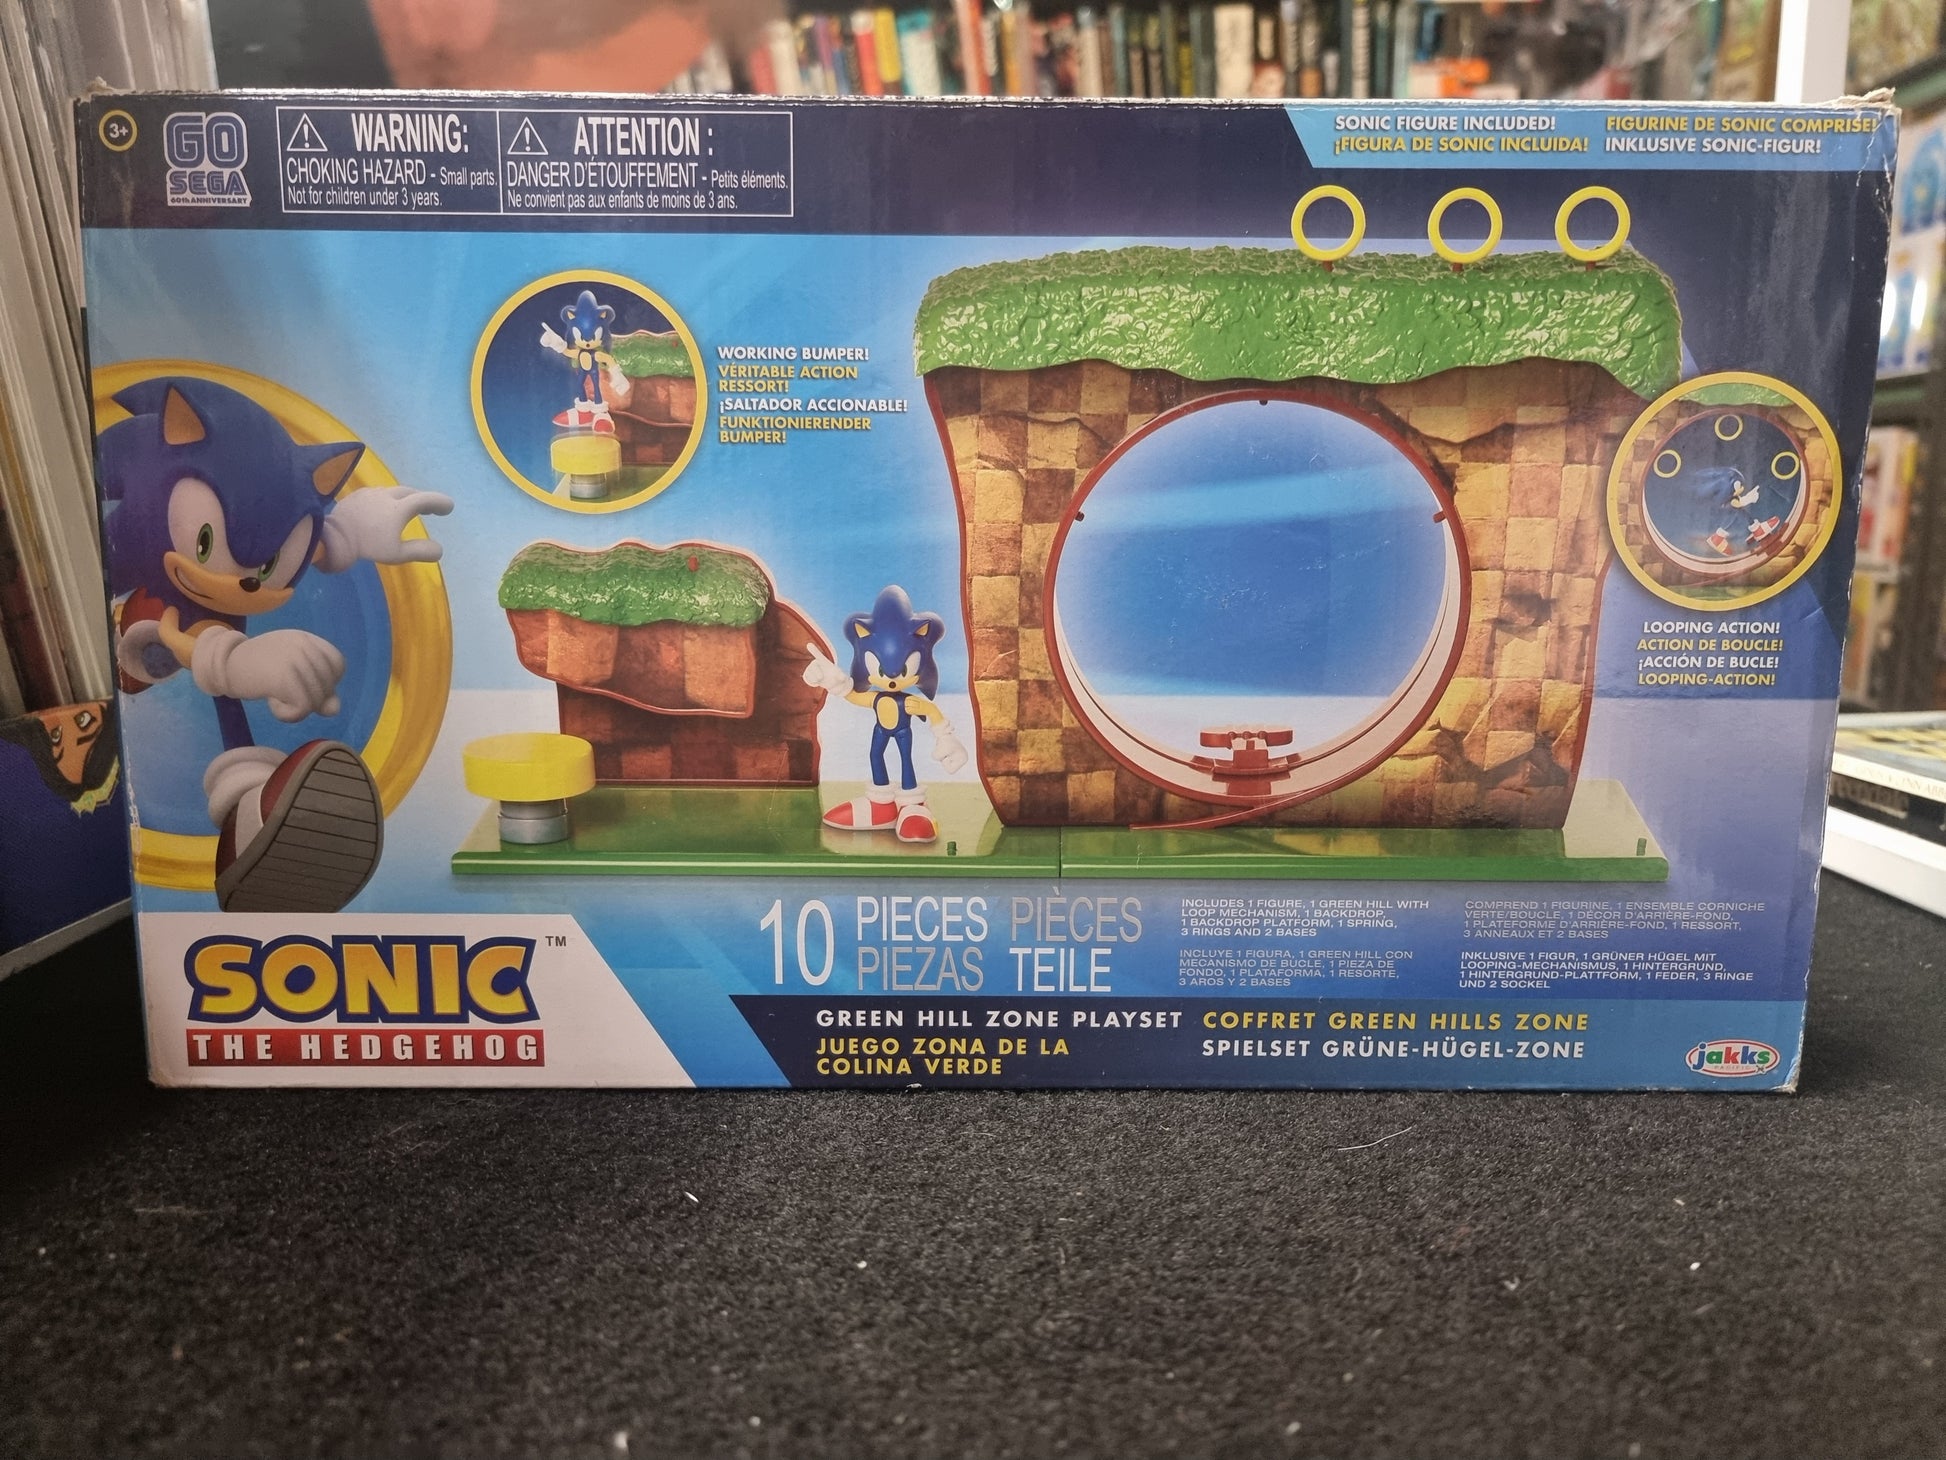 3+
GO
SEGA
60th ANNIVERSARY
WARNING:
CHOKING HAZARD - Small parts.
Not for children under 3 years.
ATTENTION :
DANGER D'ÉTOUFFEMENT - Petits éléments.
Ne convient pas aux enfants de moins de 3 ans.
SONIC FIGURE INCLUDED!
¡FIGURA DE SONIC INCLUIDA!
FIGURINE DE SONIC COMPRISE!
INKLUSIVE SONIC-FIGUR!
WORKING BUMPER!
VÉRITABLE ACTION
RESSORT!
¡SALTADOR ACCIONABLE!
FUNKTIONIERENDER
BUMPER!
LOOPING ACTION!
ACTION DE BOUCLE!
¡ACCIÓN DE BUCLE!
LOOPING-ACTION!
10 PIECES PIÈCES
PIEZAS TEILE
INCLUDES 1 FIGURE, 1 GREEN HILL WITH
LOOP MECHANISM, 1 BACKDROP,
1 BACKDROP PLATFORM, 1 SPRING,
3 RINGS AND 2 BASES
COMPREND 1 FIGURINE, 1 ENSEMBLE CORNICHE
VERTE/BOUCLE, 1 DÉCOR D'ARRIÈRE-FOND,
1 PLATEFORME D'ARRIÈRE-FOND, 1 RESSORT,
3 ANNEAUX ET 2 BASES
INCLUYE 1 FIGURA, 1 GREEN HILL CON
MECANISMO DE BUCLE, 1 PIEZA DE
FONDO, 1 PLATAFORMA, 1 RESORTE,
3 AROS Y 2 BASES
INKLUSIVE 1 FIGUR, 1 GRÜNER HÜGEL MIT
LOOPING-MECHANISMUS, 1 HINTERGRUND,
1 HINTERGRUND-PLATTFORM, 1 FEDER, 3 RINGE
UND 2 SOCKEL
SONIC™
THE HEDGEHOG
GREEN HILL ZONE PLAYSET
COFFRET GREEN HILLS ZONE
JUEGO ZONA DE LA
COLINA VERDE
SPIELSET GRÜNE-HÜGEL-ZONE
jakks
PACIFIC